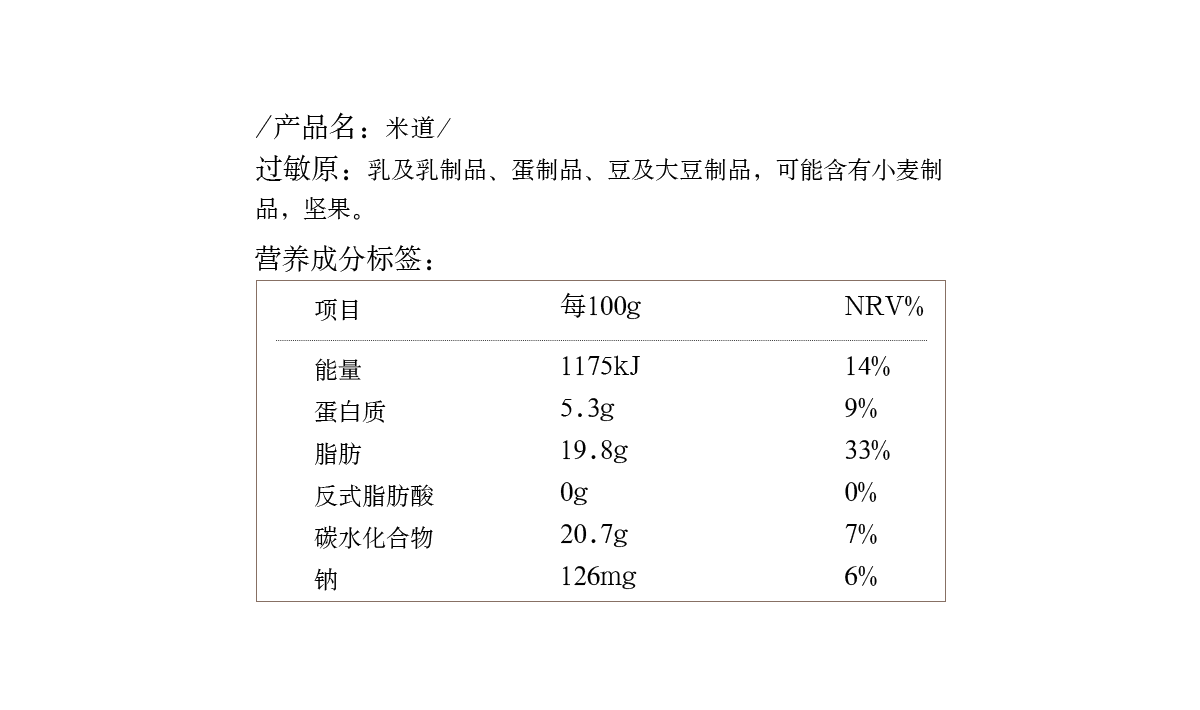 /产品名：米道/
过敏原：乳及乳制品、蛋制品、豆及大豆制品，可能含有小麦制
品，坚果。
营养成分标签：
项目 每100g NRV%
能量 1175kJ 14%
蛋白质 5.3g 9%
脂肪 19.8g 33%
反式脂肪酸 0g 0%
碳水化合物 20.7g 7%
钠 126mg 6%